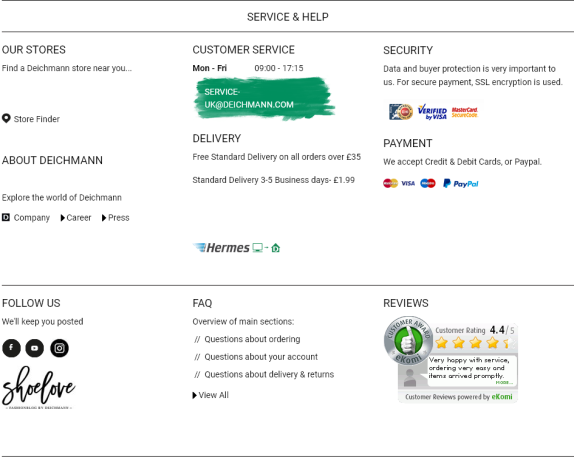 SERVICE & HELP
OUR STORES
Find a Deichmann store near you...
Store Finder
ABOUT DEICHMANN
Explore the world of Deichmann
Company
Career
Press
CUSTOMER SERVICE
Mon - Fri 09:00 - 17:15
SERVICE-
UK@DEICHMANN.COM
DELIVERY
Free Standard Delivery on all orders over £35
Standard Delivery 3-5 Business days- £1.99
Hermes
SECURITY
Data and buyer protection is very important to
us. For secure payment, SSL encryption is used.
VERIFIED
by VISA
MasterCard
SecureCode
PAYMENT
We accept Credit & Debit Cards, or Paypal.
VISA
PayPal
FOLLOW US
We'll keep you posted
shoelove
FASHIONBLOG BY DEICHMANN
FAQ
Overview of main sections:
// Questions about ordering
// Questions about your account
// Questions about delivery & returns
View All
REVIEWS
CUSTOMER AWARD
eKomi
Customer Rating 4.4/5
Very happy with service,
ordering very easy and
items arrived promptly.
MORE...
Customer Reviews powered by eKomi